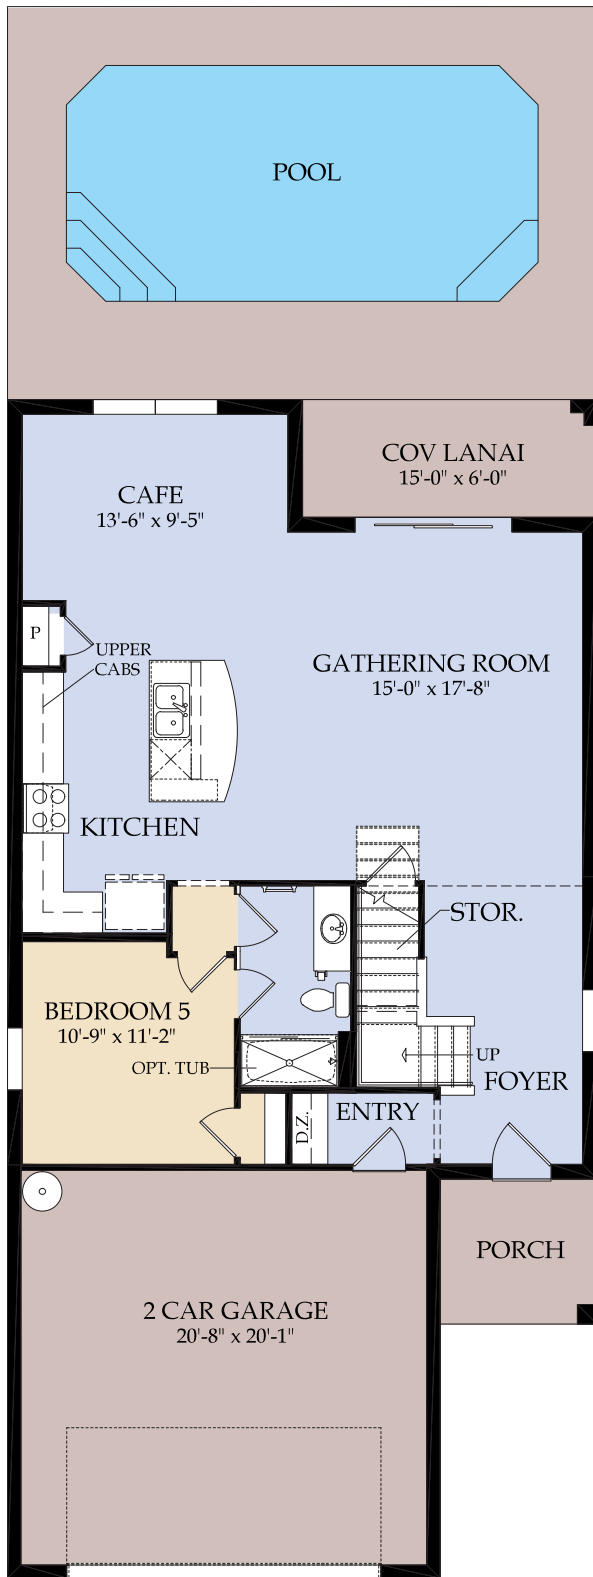 POOL
COV LANAI
15'-0" x 6'-0"
CAFE
13'-6" x 9'-5"
P
UPPER
CABS
GATHERING ROOM
15'-0" x 17'-8"
KITCHEN
STOR.
BEDROOM 5
10'-9" x 11'-2"
OPT. TUB
UP
FOYER
ENTRY
D.Z.
PORCH
2 CAR GARAGE
20'-8" x 20'-1"